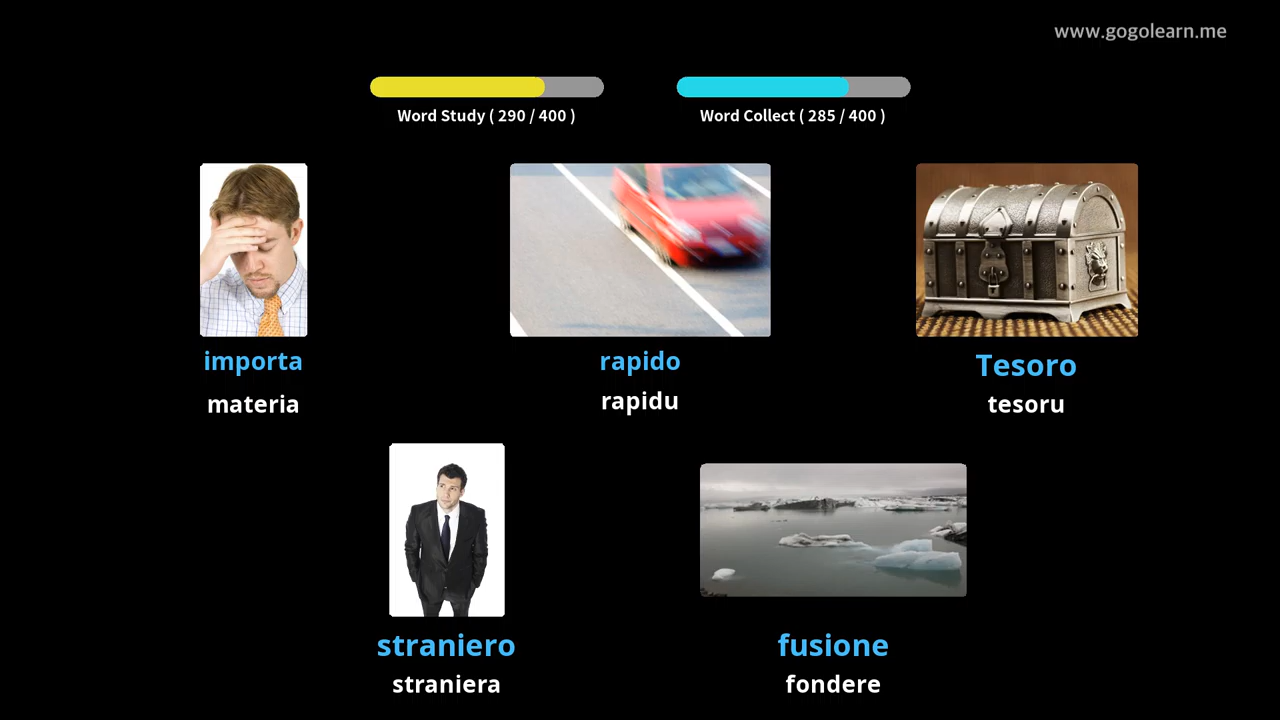 www.gogolearn.me
Word Study ( 290 / 400 )
Word Collect ( 285 / 400 )
importa
materia
rapido
rapidu
Tesoro
tesoru
straniero
straniera
fusione
fondere